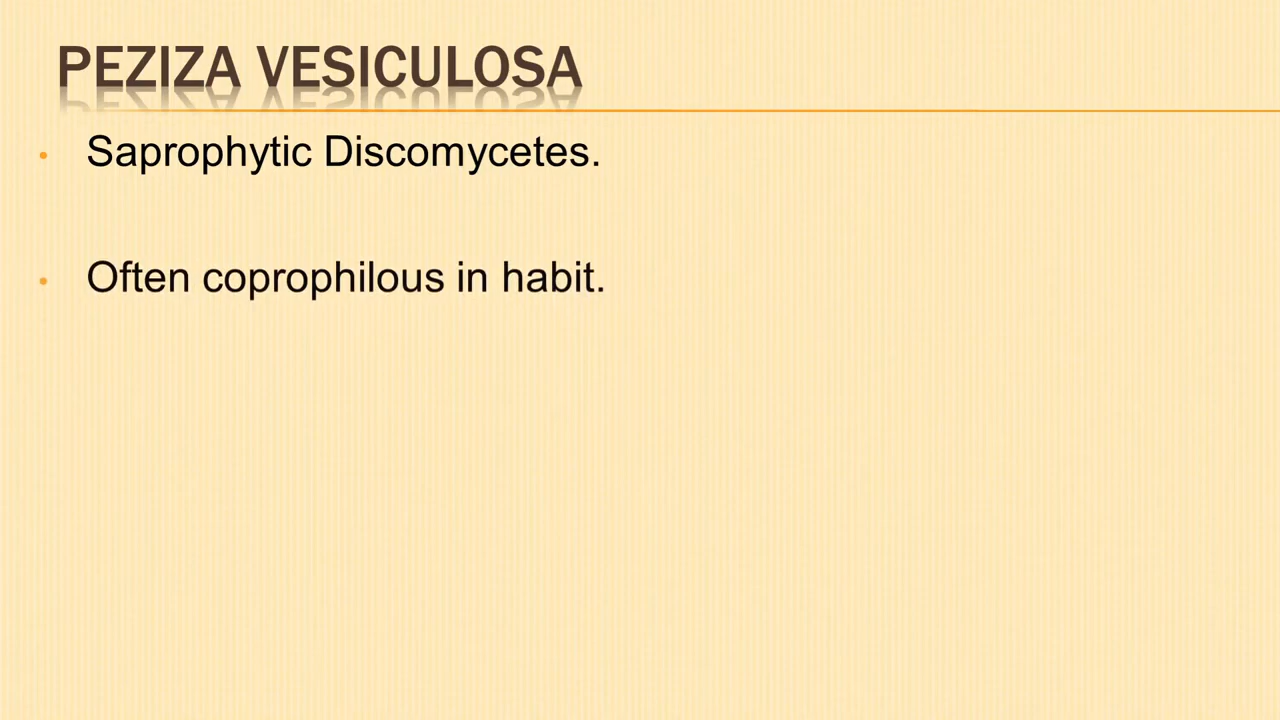 PEZIZA VESICULOSA
• Saprophytic Discomycetes.
• Often coprophilous in habit.